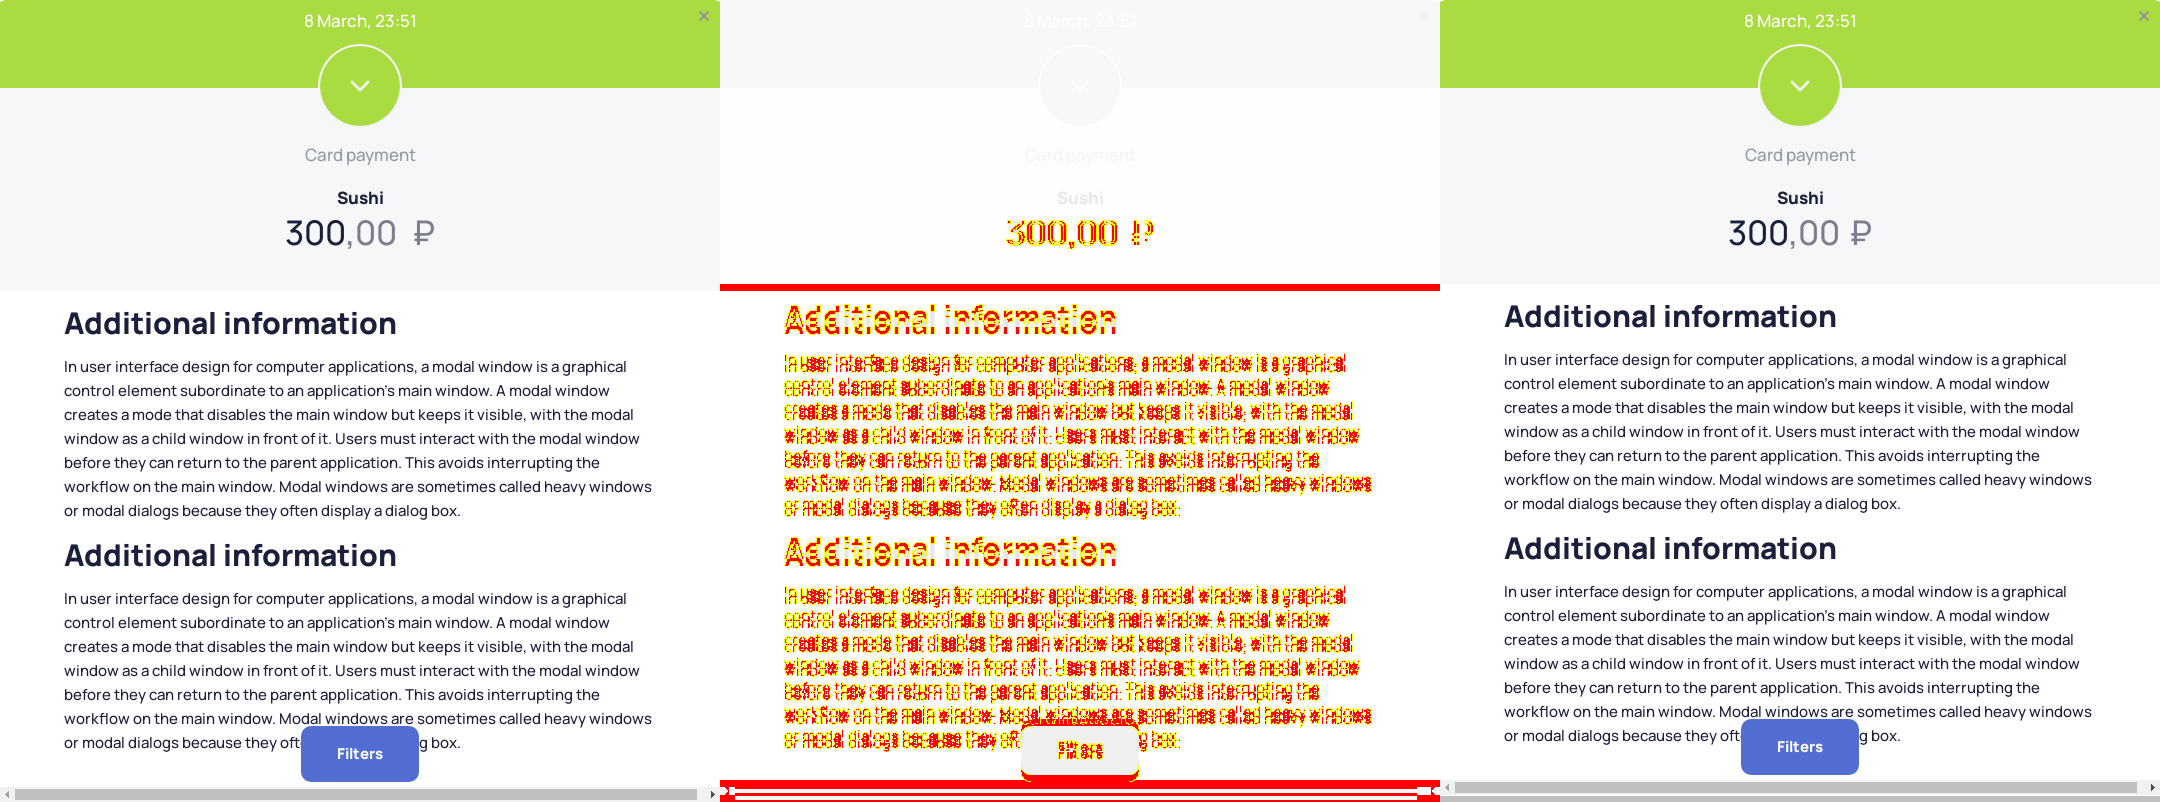 8 March, 23:51
Card payment
Sushi
300,00 ₽
Additional information
In user interface design for computer applications, a modal window is a graphical
control element subordinate to an application's main window. A modal window
creates a mode that disables the main window but keeps it visible, with the modal
window as a child window in front of it. Users must interact with the modal window
before they can return to the parent application. This avoids interrupting the
workflow on the main window. Modal windows are sometimes called heavy windows
or modal dialogs because they often display a dialog box.
Additional information
In user interface design for computer applications, a modal window is a graphical
control element subordinate to an application's main window. A modal window
creates a mode that disables the main window but keeps it visible, with the modal
window as a child window in front of it. Users must interact with the modal window
before they can return to the parent application. This avoids interrupting the
workflow on the main window. Modal windows are sometimes called heavy windows
or modal dialogs because they g box.
Filters
8 March, 23:51
Card payment
Sushi
300,00 ₽
Additional information
In user interface design for computer applications, a modal window is a graphical
control element subordinate to an application's main window. A modal window
creates a mode that disables the main window but keeps it visible, with the modal
window as a child window in front of it. Users must interact with the modal window
before they can return to the parent application. This avoids interrupting the
workflow on the main window. Modal windows are sometimes called heavy windows
or modal dialogs because they often display a dialog box.
Additional information
In user interface design for computer applications, a modal window is a graphical
control element subordinate to an application's main window. A modal window
creates a mode that disables the main window but keeps it visible, with the modal
window as a child window in front of it. Users must interact with the modal window
before they can return to the parent application. This avoids interrupting the
workflow on the main window. Modal windows are sometimes called heavy windows
or modal dialogs because they Filters
8 March, 23:51
Card payment
Sushi
300,00 ₽
Additional information
In user interface design for computer applications, a modal window is a graphical
control element subordinate to an application's main window. A modal window
creates a mode that disables the main window but keeps it visible, with the modal
window as a child window in front of it. Users must interact with the modal window
before they can return to the parent application. This avoids interrupting the
workflow on the main window. Modal windows are sometimes called heavy windows
or modal dialogs because they often display a dialog box.
Additional information
In user interface design for computer applications, a modal window is a graphical
control element subordinate to an application's main window. A modal window
creates a mode that disables the main window but keeps it visible, with the modal
window as a child window in front of it. Users must interact with the modal window
before they can return to the parent application. This avoids interrupting the
workflow on the main window. Modal windows are sometimes called heavy windows
or modal dialogs because they g box.
Filters